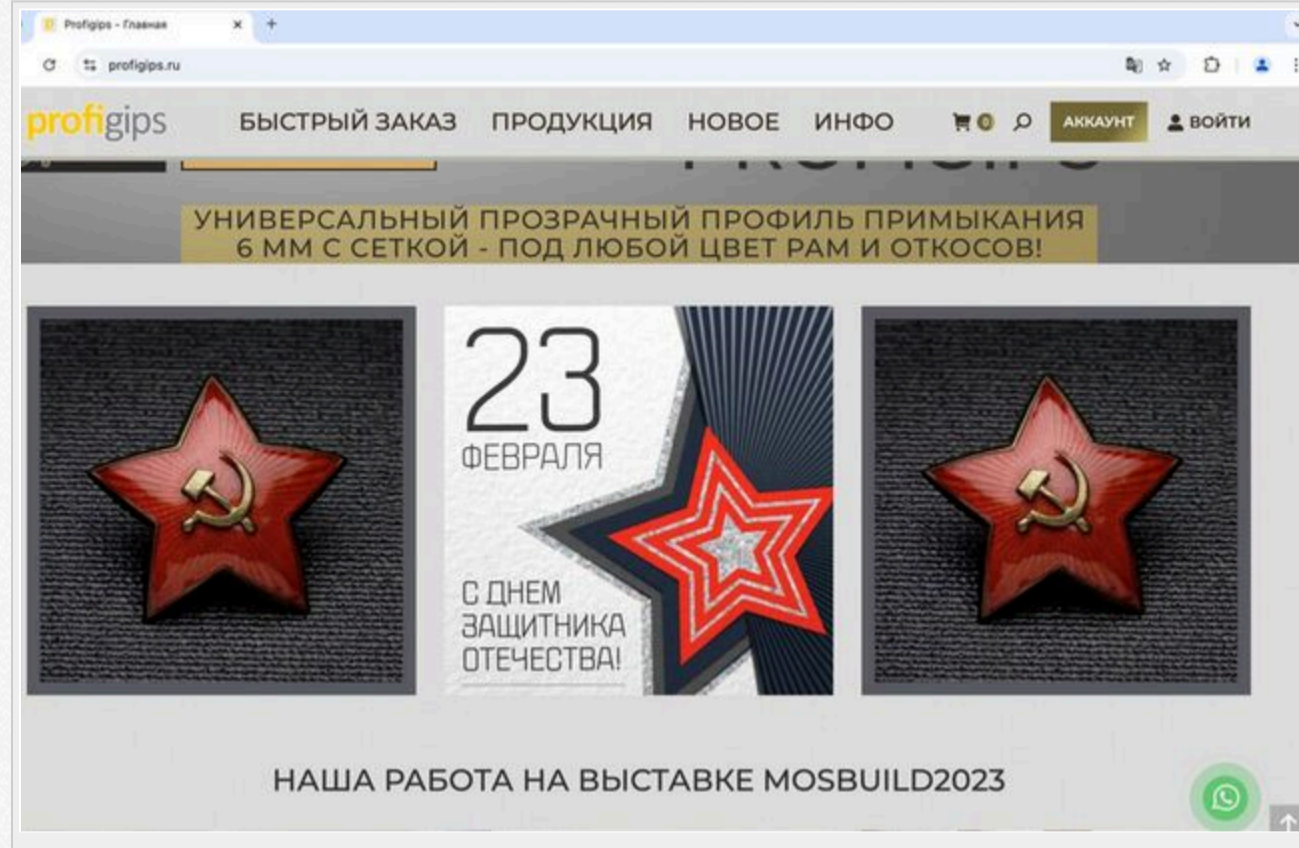 Profigips - Главная
profigips.ru
profigips
БЫСТРЫЙ ЗАКАЗ ПРОДУКЦИЯ НОВОЕ ИНФО 0 АККАУНТ ВОЙТИ
УНИВЕРСАЛЬНЫЙ ПРОЗРАЧНЫЙ ПРОФИЛЬ ПРИМЫКАНИЯ
6 ММ С СЕТКОЙ - ПОД ЛЮБОЙ ЦВЕТ РАМ И ОТКОСОВ!
23
ФЕВРАЛЯ
С ДНЕМ
ЗАЩИТНИКА
ОТЕЧЕСТВА!
НАША РАБОТА НА ВЫСТАВКЕ MOSBUILD2023